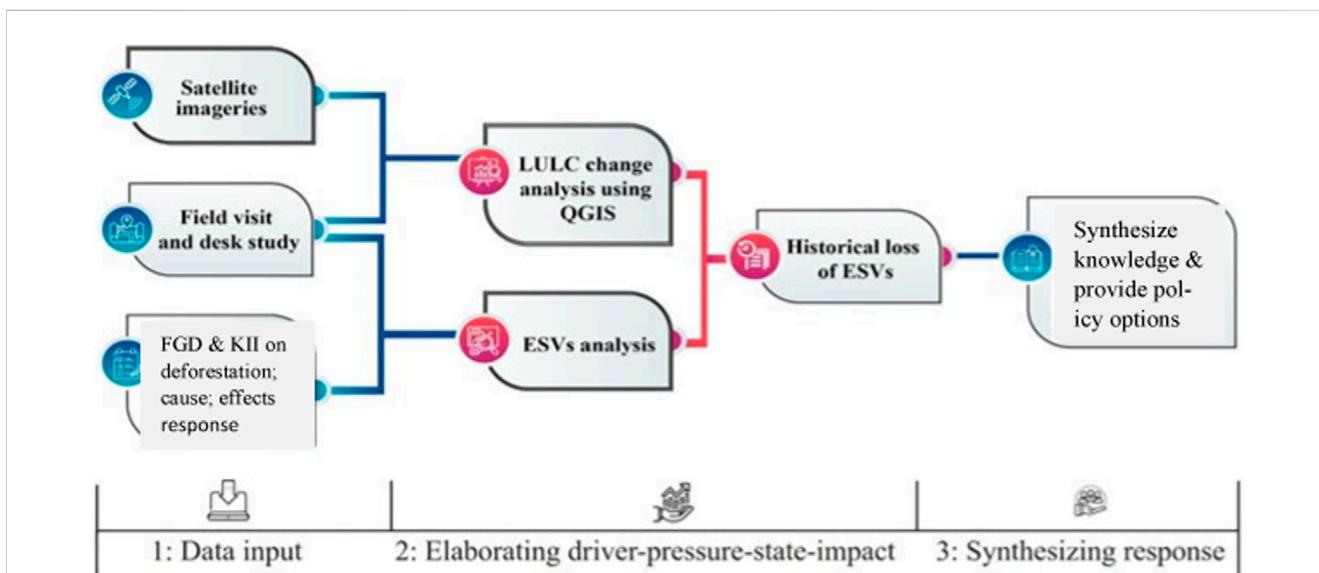 Satellite
imageries
Field visit
and desk study
FGD & KII on
deforestation;
cause; effects
response
LULC change
analysis using
QGIS
ESVs analysis
Historical loss
of ESVs
Synthesize
knowledge &
provide pol-
icy options
1: Data input
2: Elaborating driver-pressure-state-impact
3: Synthesizing response